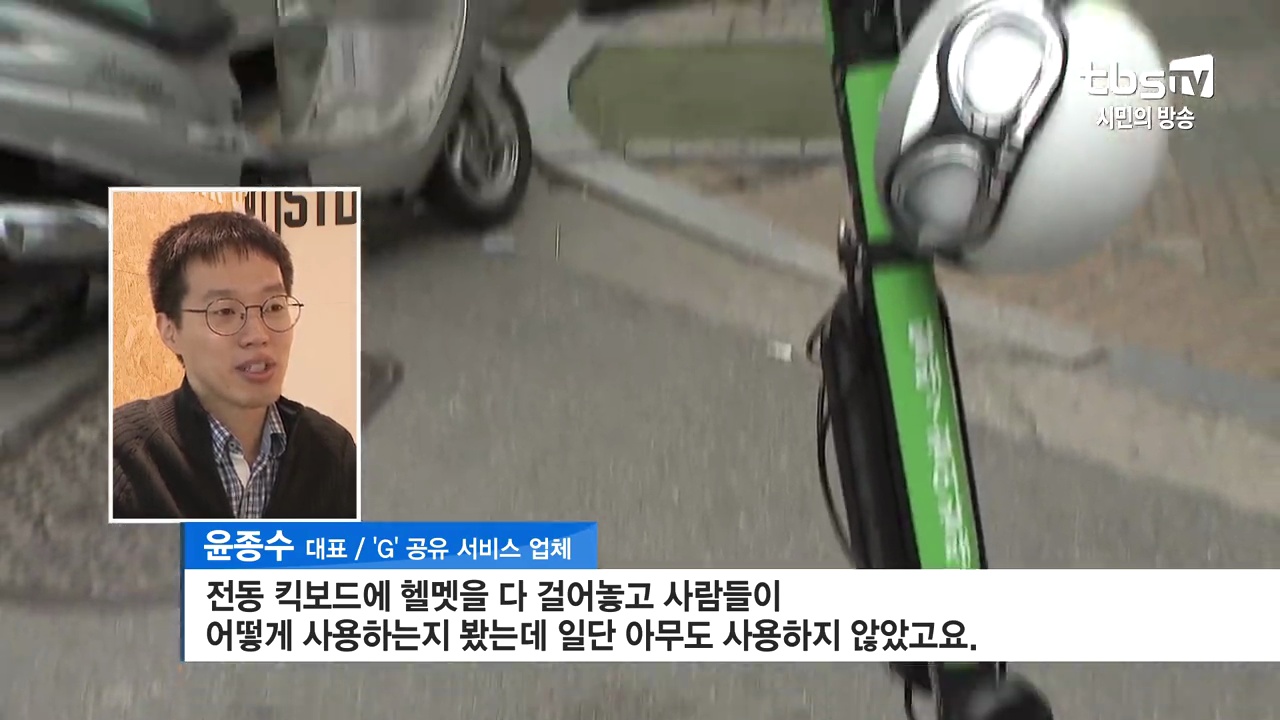 tbs TV
시민의 방송
윤종수 대표 / 'G' 공유 서비스 업체
전동 킥보드에 헬멧을 다 걸어놓고 사람들이
어떻게 사용하는지 봤는데 일단 아무도 사용하지 않았고요.